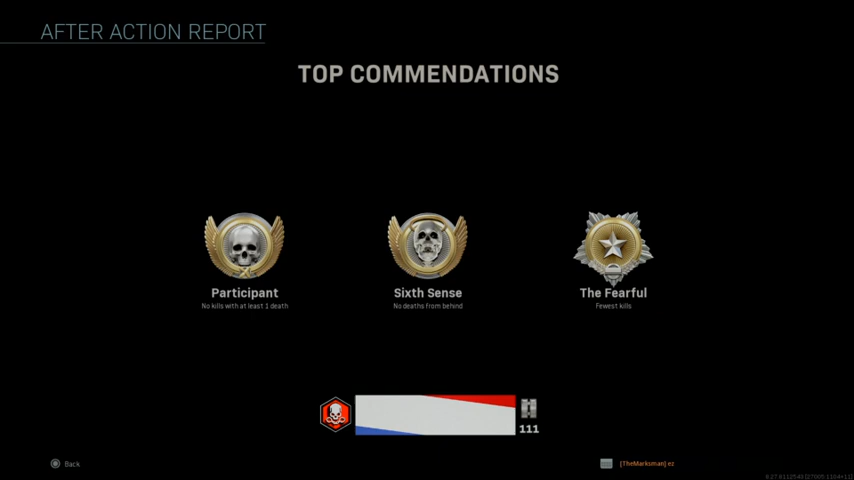 AFTER ACTION REPORT
TOP COMMENDATIONS
Participant
No kills with at least 1 death
Sixth Sense
No deaths from behind
The Fearful
Fewest kills
111
Back
[TheMarksman] ez